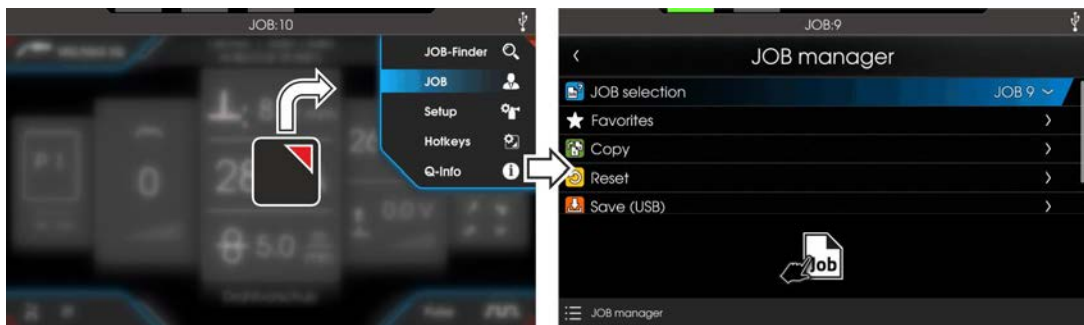 JOB:10
JOB-Finder
JOB
Setup
Hotkeys
Q-Info
JOB:9
JOB manager
JOB selection JOB 9
Favorites
Copy
Reset
Save (USB)
Job
JOB manager